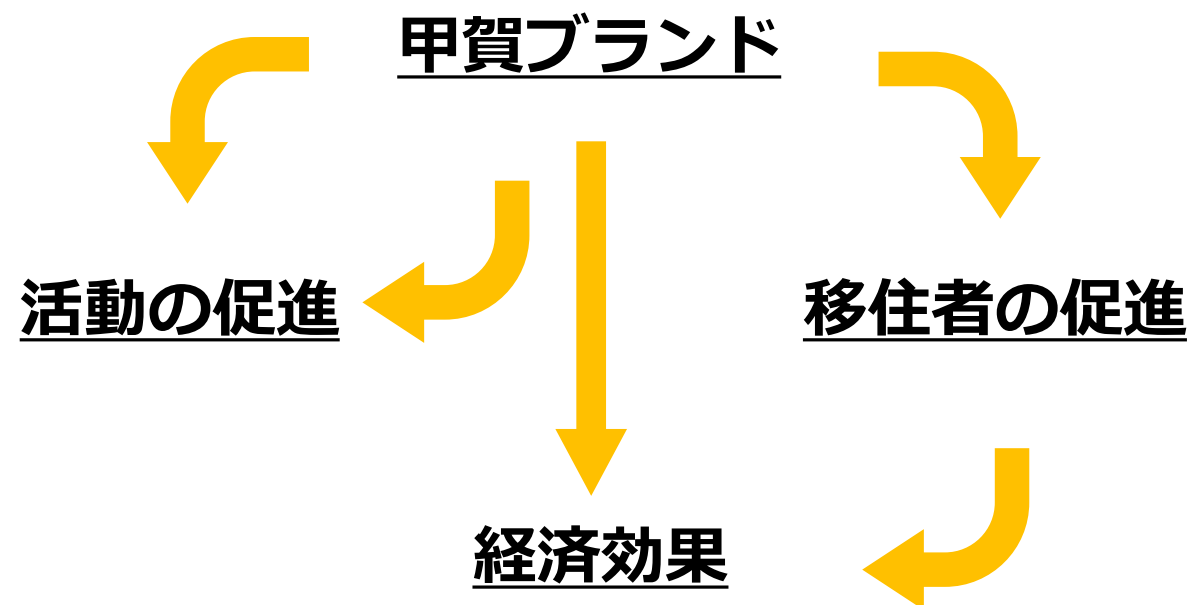 甲賀ブランド
活動の促進
移住者の促進
経済効果